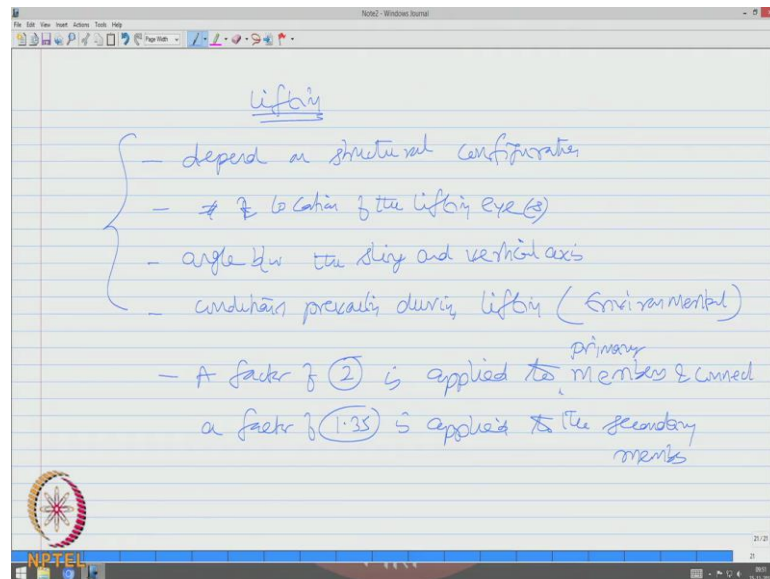 Note2 - Windows Journal
File Edit View Insert Actions Tools Help
Page Width
lifting
- depend on structural configuration
- # & location of the lifting eye(s)
- angle b/w the sling and vertical axis
- conditions prevailing during lifting (Environmental)
- A factor of 2 is applied to primary members & connect
a factor of 1.35 is applied to the secondary
members
21 / 21
21
NPTEL